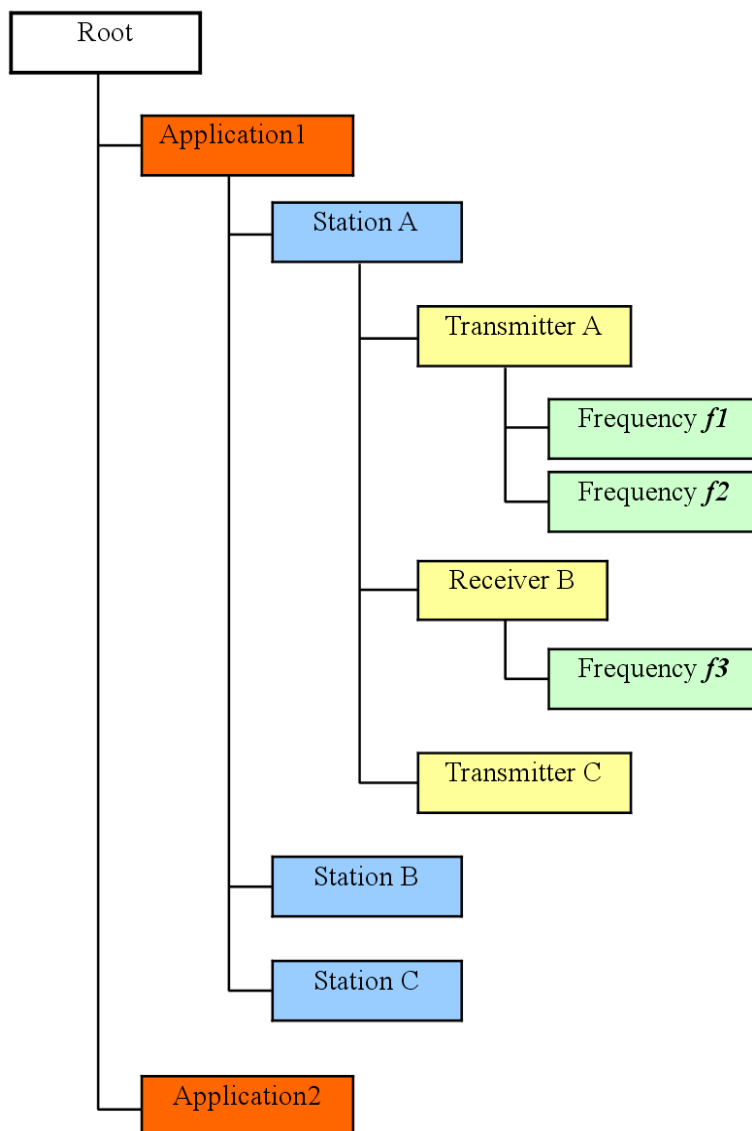 Root
Application1
Station A
Transmitter A
Frequency f1
Frequency f2
Receiver B
Frequency f3
Transmitter C
Station B
Station C
Application2